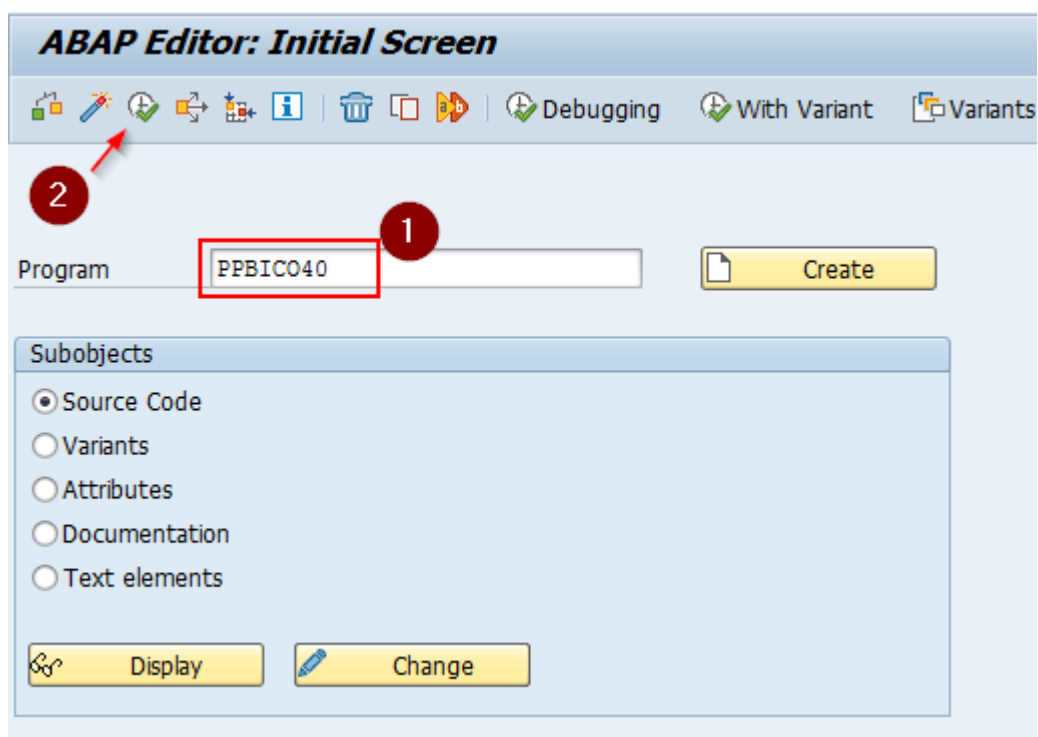 ABAP Editor: Initial Screen
Debugging With Variant Variants
2
1
Program PPBICO40 Create
Subobjects
Source Code
Variants
Attributes
Documentation
Text elements
Display Change